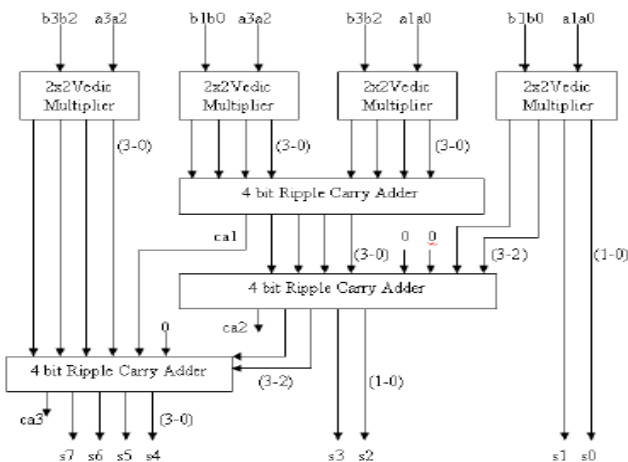 b3b2 a3a2 b1b0 a3a2 b3b2 a1a0 b1b0 a1a0
2x2Vedic Multiplier
2x2Vedic Multiplier
2x2Vedic Multiplier
2x2Vedic Multiplier
(3-0) (3-0) (3-0)
4 bit Ripple Carry Adder
ca1 (3-0) 0 0 (3-2) (1-0)
4 bit Ripple Carry Adder
ca2 0
4 bit Ripple Carry Adder
(3-2) (1-0)
ca3 (3-0)
s7 s6 s5 s4 s3 s2 s1 s0